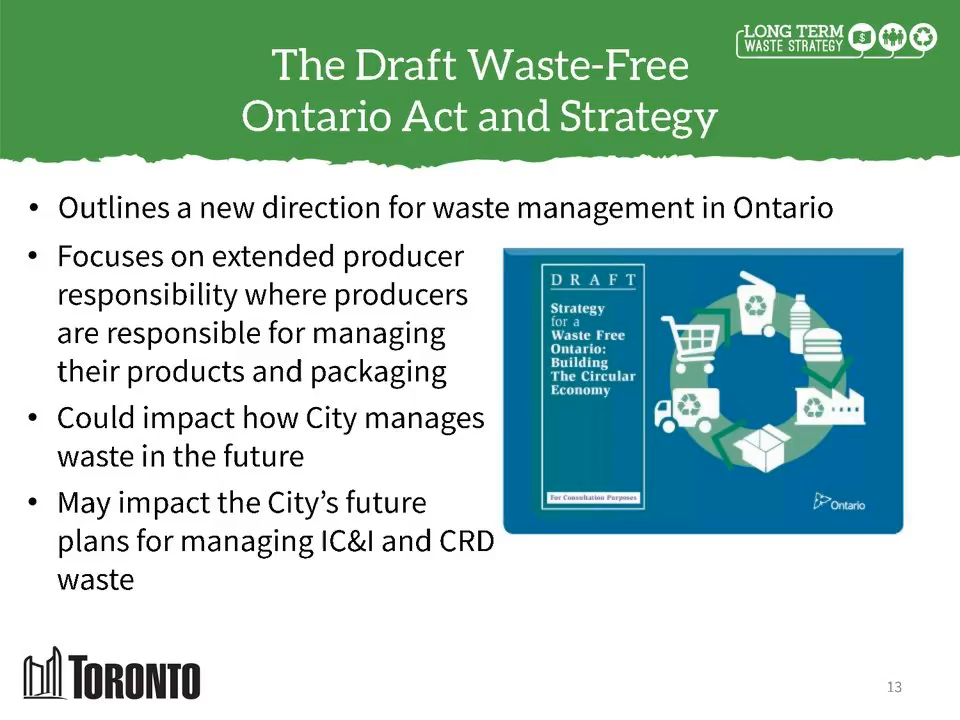 LONG TERM
WASTE STRATEGY
$
The Draft Waste-Free
Ontario Act and Strategy
• Outlines a new direction for waste management in Ontario
• Focuses on extended producer
responsibility where producers
are responsible for managing
their products and packaging
• Could impact how City manages
waste in the future
• May impact the City’s future
plans for managing IC&I and CRD
waste
DRAFT
Strategy
for a
Waste Free
Ontario:
Building
The Circular
Economy
For Consultation Purposes
Ontario
TORONTO
13